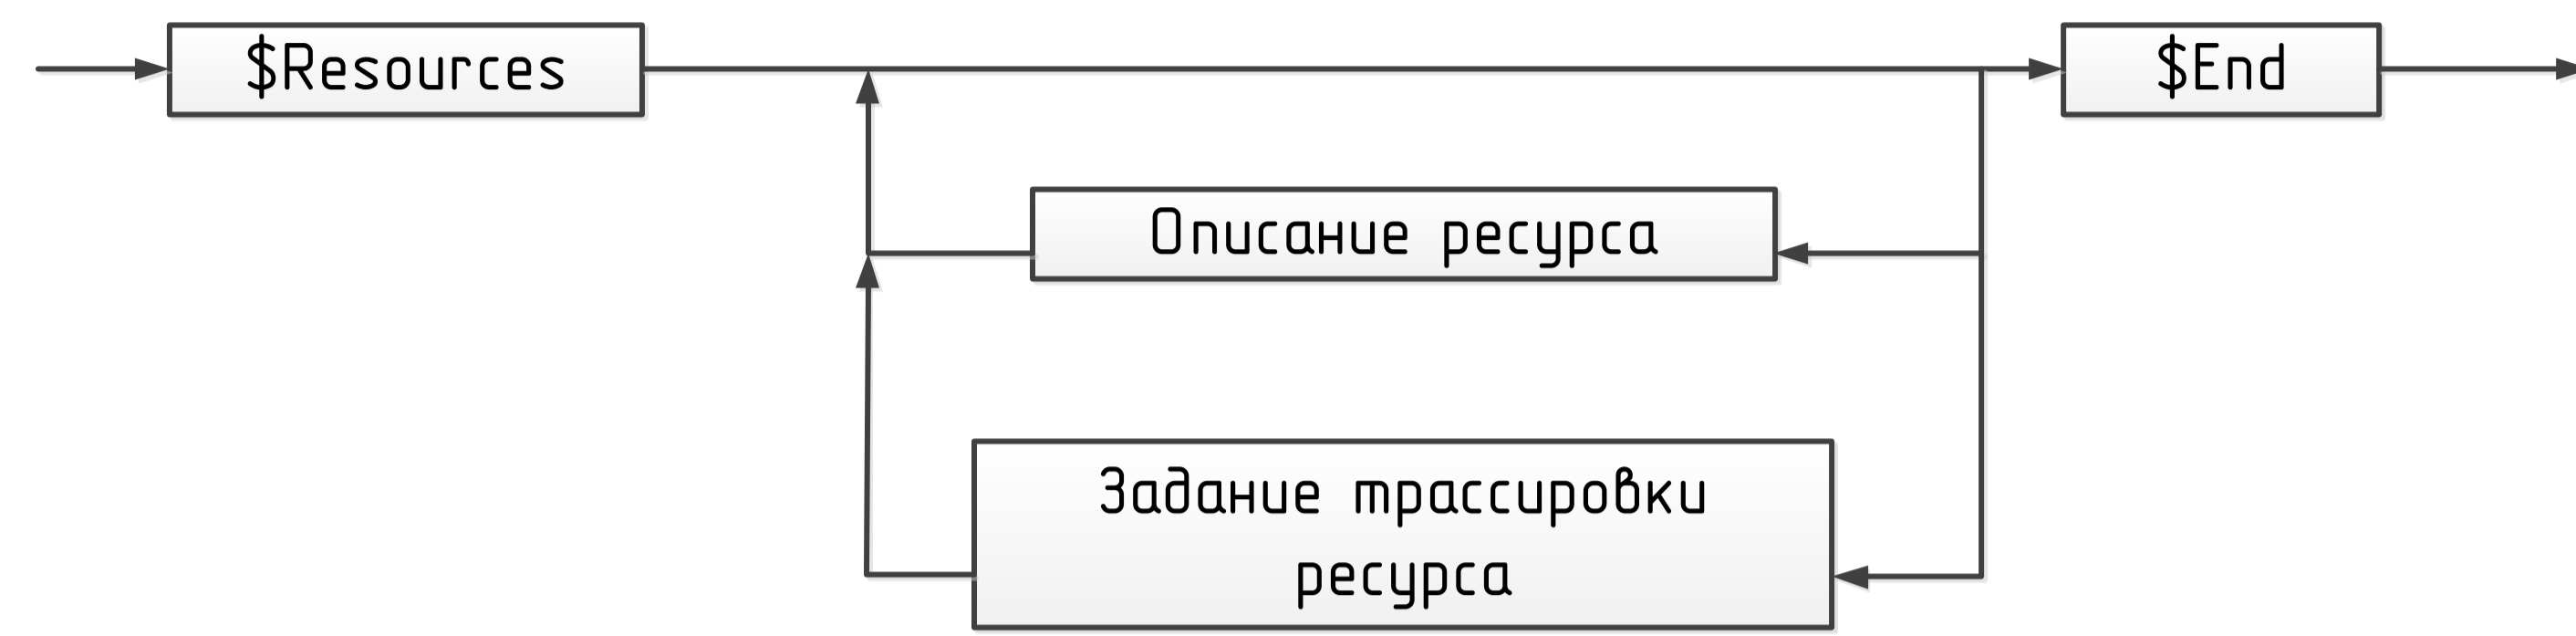 $Resources
$End
Описание ресурса
Задание трассировки
ресурса